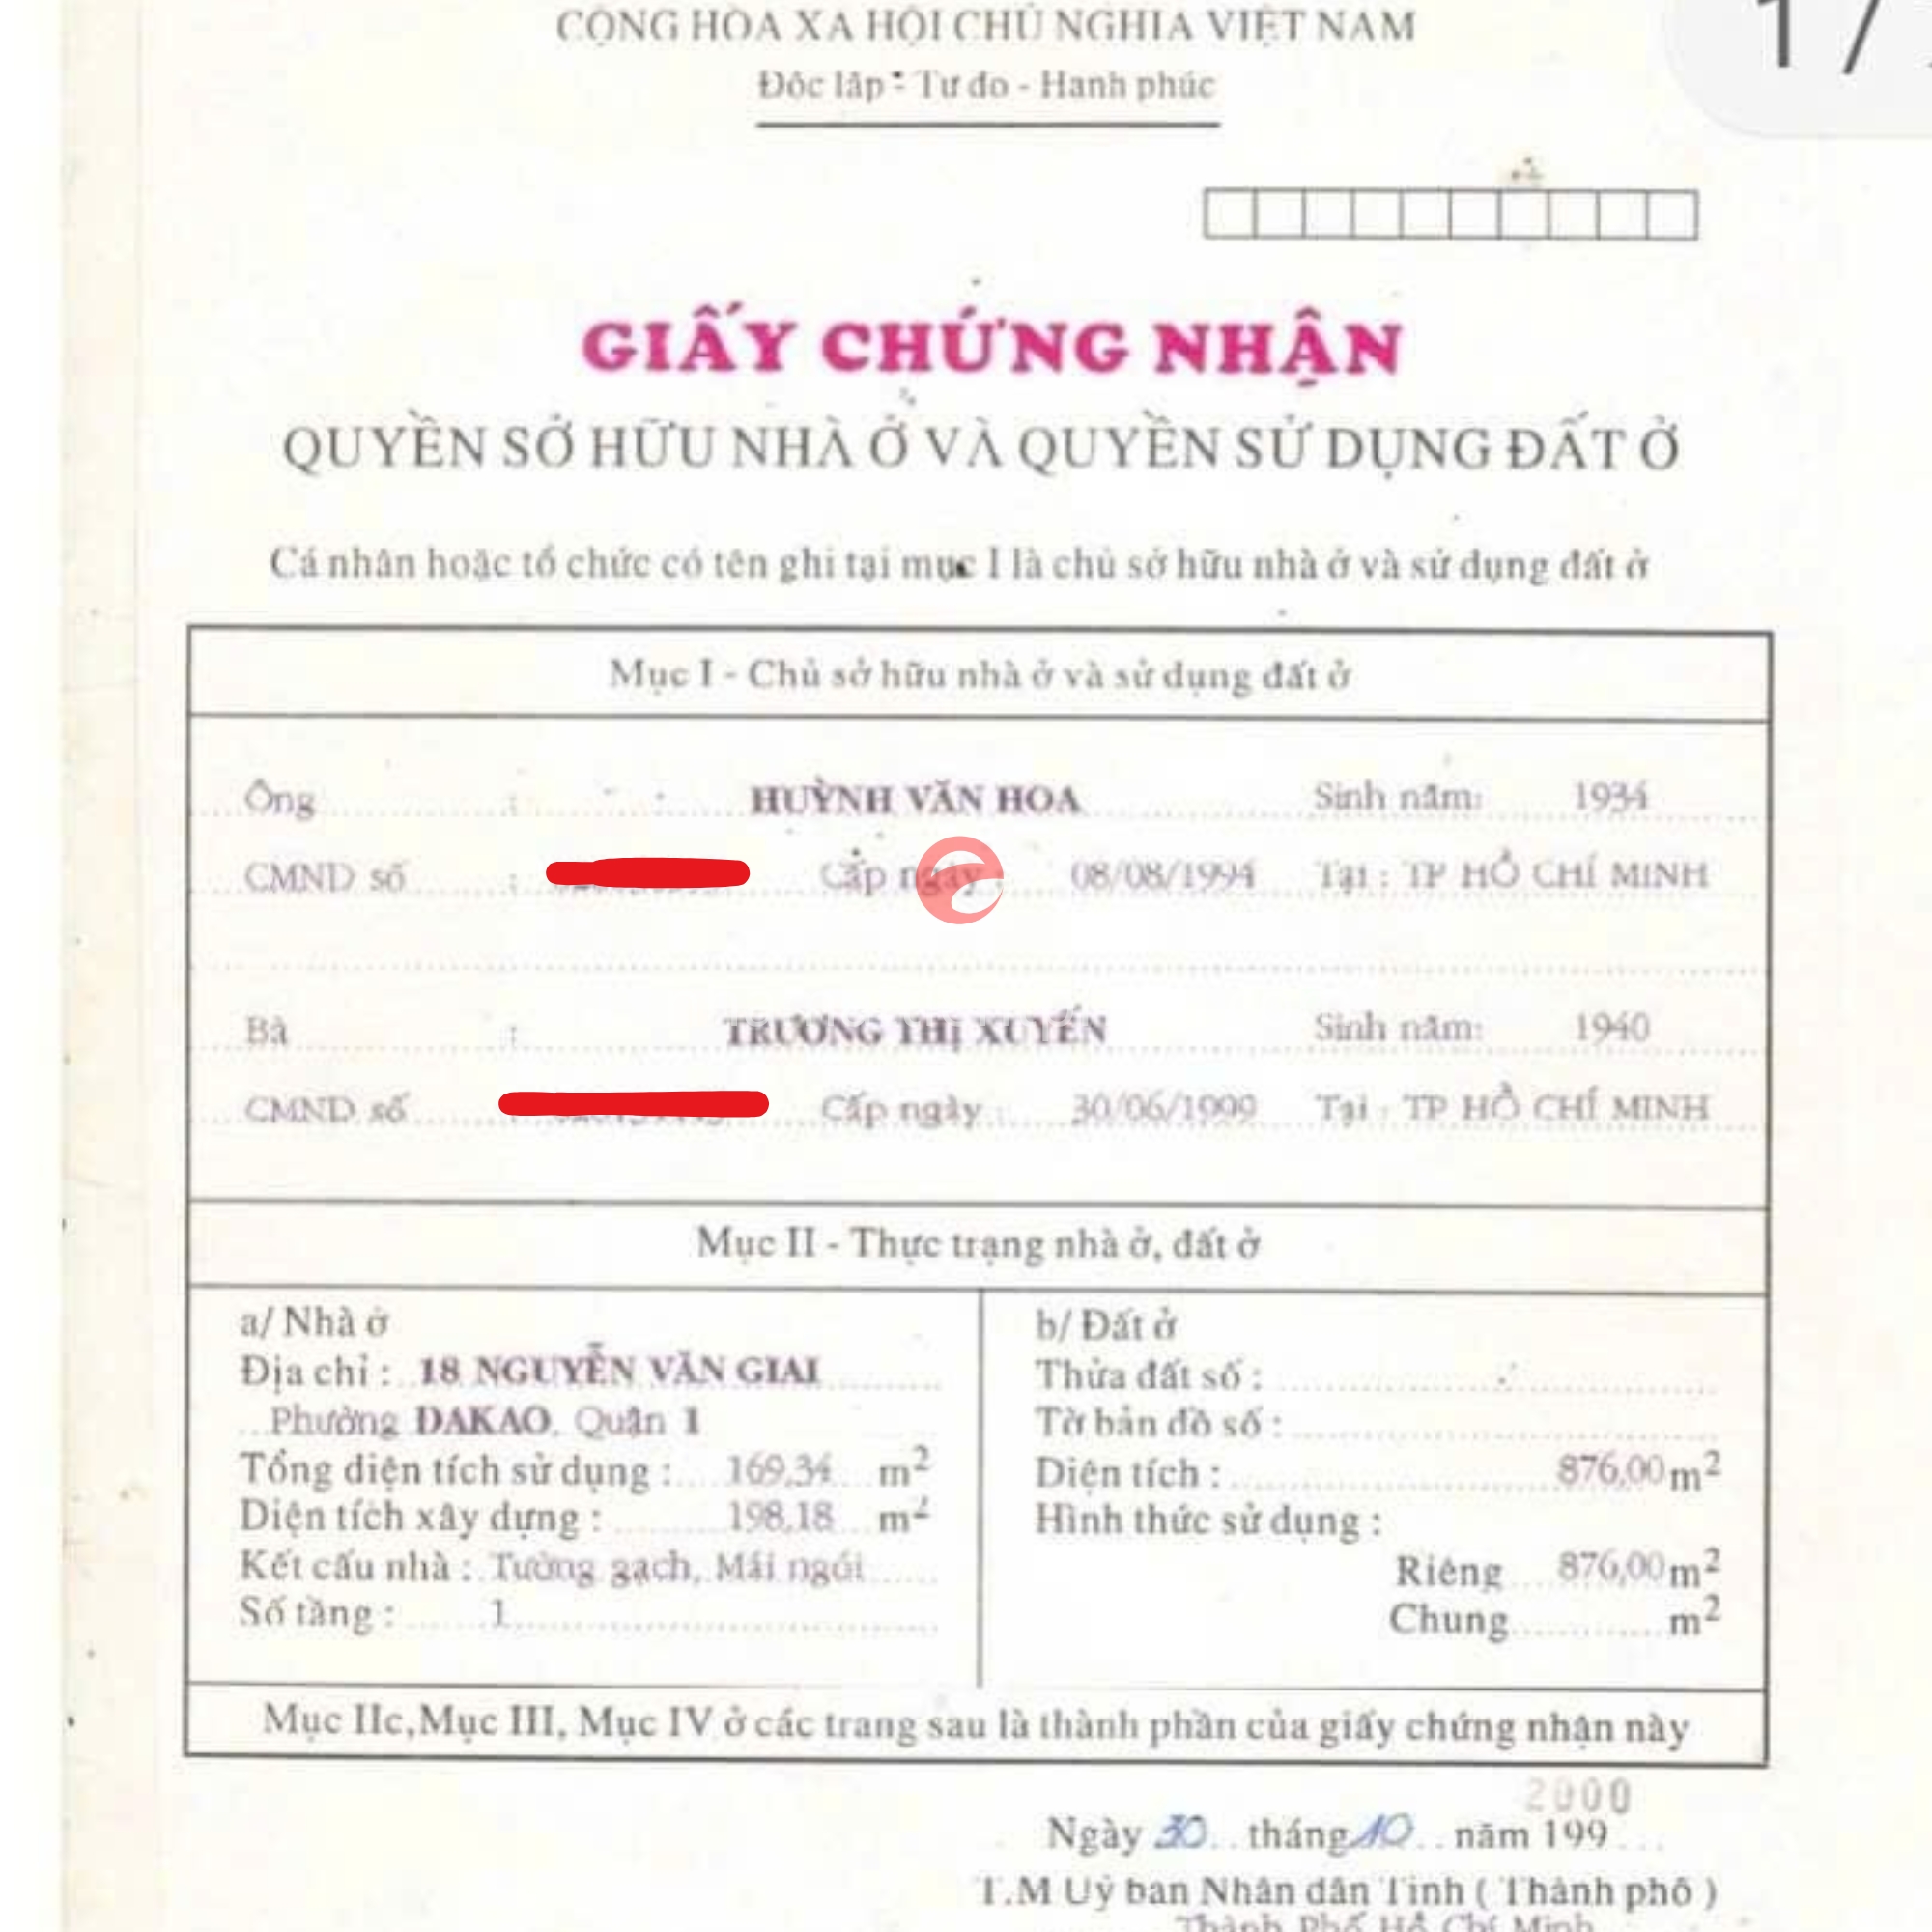 1 /
CỘNG HÒA XÃ HỘI CHỦ NGHĨA VIỆT NAM
Độc lập - Tự do - Hạnh phúc
GIẤY CHỨNG NHẬN
QUYỀN SỞ HỮU NHÀ Ở VÀ QUYỀN SỬ DỤNG ĐẤT Ở
Cá nhân hoặc tổ chức có tên ghi tại mục I là chủ sở hữu nhà ở và sử dụng đất ở
Mục I - Chủ sở hữu nhà ở và sử dụng đất ở
Ông : HUỲNH VĂN HOA Sinh năm: 1934
CMND số : Cấp ngày : 08/08/1994 Tại : TP HỒ CHÍ MINH
Bà : TRƯƠNG THỊ XUYẾN Sinh năm: 1940
CMND số Cấp ngày : 30/06/1999 Tại : TP HỒ CHÍ MINH
Mục II - Thực trạng nhà ở, đất ở
a/ Nhà ở
Địa chỉ : 18 NGUYỄN VĂN GIAI
Phường ĐAKAO, Quận 1
Tổng diện tích sử dụng : 169,34 m2
Diện tích xây dựng : 198,18 m2
Kết cấu nhà : Tường gạch, Mái ngói
Số tầng : 1
b/ Đất ở
Thửa đất số :
Tờ bản đồ số :
Diện tích : 876,00 m2
Hình thức sử dụng :
Riêng 876,00 m2
Chung m2
Mục IIc,Mục III, Mục IV ở các trang sau là thành phần của giấy chứng nhận này
2000
Ngày 30 tháng 10 năm 199
T.M Uỷ ban Nhân dân Tỉnh ( Thành phố )
Thành Phố Hồ Chí Minh